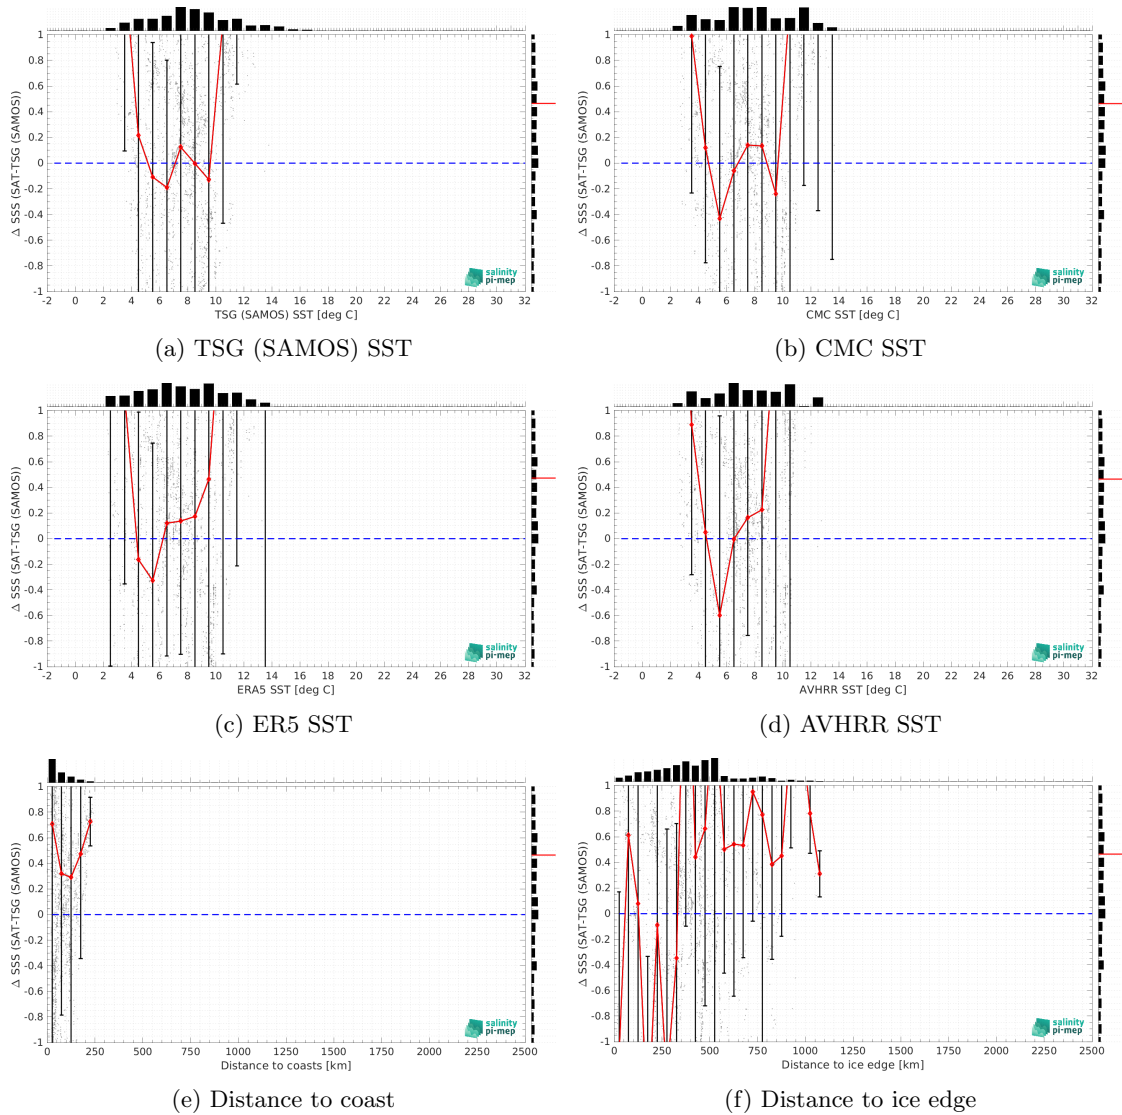 1
0.8
0.6
0.4
0.2
0
-0.2
-0.4
-0.6
-0.8
-1
Δ SSS (SAT-TSG (SAMOS))
salinity
pi-mep
-2 0 2 4 6 8 10 12 14 16 18 20 22 24 26 28 30 32
TSG (SAMOS) SST [deg C]
(a) TSG (SAMOS) SST
1
0.8
0.6
0.4
0.2
0
-0.2
-0.4
-0.6
-0.8
-1
Δ SSS (SAT-TSG (SAMOS))
salinity
pi-mep
-2 0 2 4 6 8 10 12 14 16 18 20 22 24 26 28 30 32
CMC SST [deg C]
(b) CMC SST
1
0.8
0.6
0.4
0.2
0
-0.2
-0.4
-0.6
-0.8
-1
Δ SSS (SAT-TSG (SAMOS))
salinity
pi-mep
-2 0 2 4 6 8 10 12 14 16 18 20 22 24 26 28 30 32
ERA5 SST [deg C]
(c) ER5 SST
1
0.8
0.6
0.4
0.2
0
-0.2
-0.4
-0.6
-0.8
-1
Δ SSS (SAT-TSG (SAMOS))
salinity
pi-mep
-2 0 2 4 6 8 10 12 14 16 18 20 22 24 26 28 30 32
AVHRR SST [deg C]
(d) AVHRR SST
1
0.8
0.6
0.4
0.2
0
-0.2
-0.4
-0.6
-0.8
-1
Δ SSS (SAT-TSG (SAMOS))
salinity
pi-mep
0 250 500 750 1000 1250 1500 1750 2000 2250 2500
Distance to coasts [km]
(e) Distance to coast
1
0.8
0.6
0.4
0.2
0
-0.2
-0.4
-0.6
-0.8
-1
Δ SSS (SAT-TSG (SAMOS))
salinity
pi-mep
0 250 500 750 1000 1250 1500 1750 2000 2250 2500
Distance to ice edge [km]
(f) Distance to ice edge